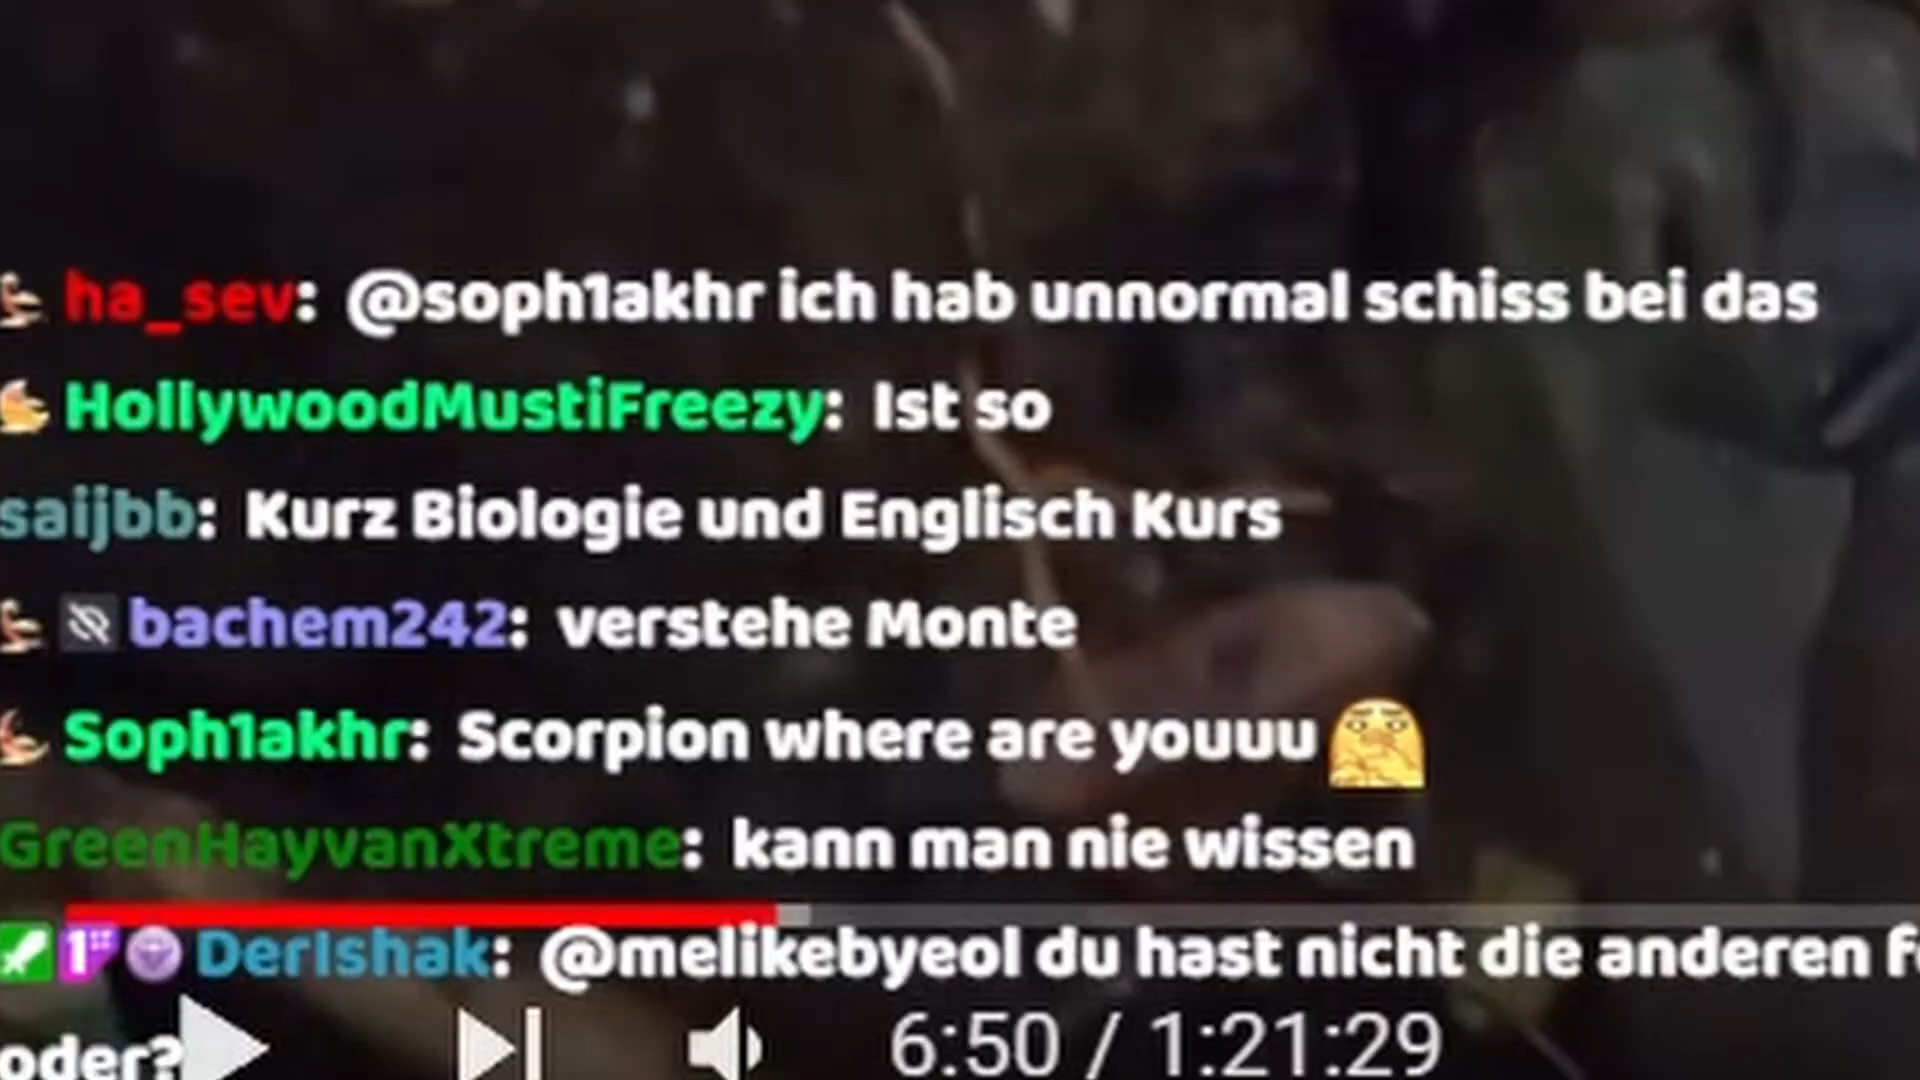 ha_sev: @soph1akhr ich hab unnormal schiss bei das
HollywoodMustiFreezy: Ist so
saijbb: Kurz Biologie und Englisch Kurs
bachem242: verstehe Monte
Soph1akhr: Scorpion where are youuu
GreenHayvanXtreme: kann man nie wissen
1 DerIshak: @melikebyeol du hast nicht die anderen
oder?
6:50 / 1:21:29